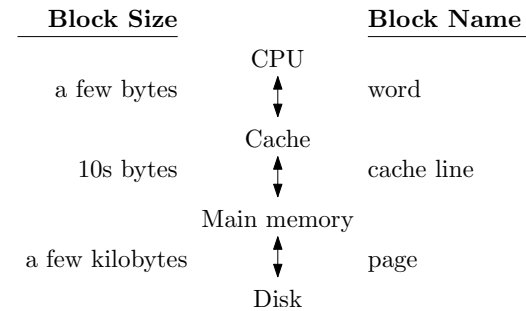 Block Size Block Name
CPU
a few bytes word
Cache
10s bytes cache line
Main memory
a few kilobytes page
Disk